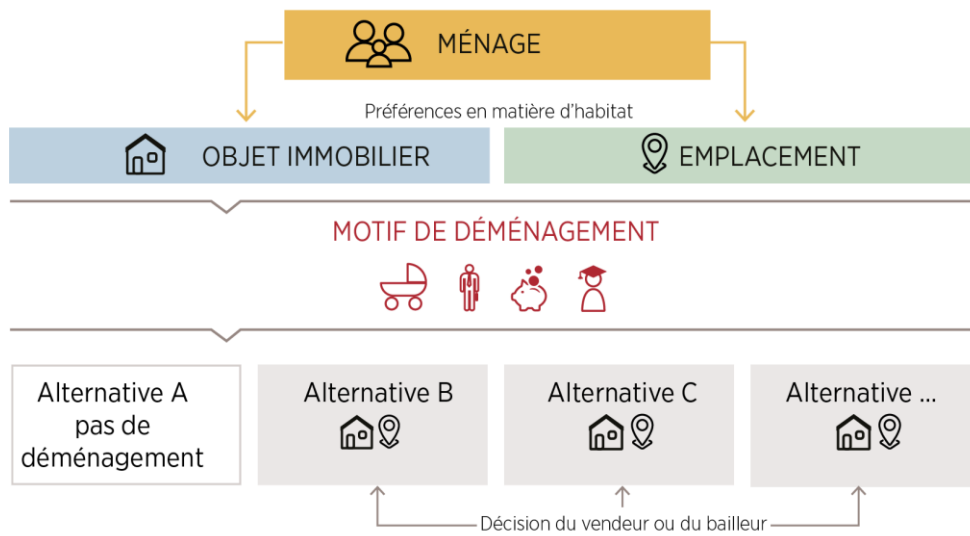 MÉNAGE
Préférences en matière d’habitat
OBJET IMMOBILIER
EMPLACEMENT
MOTIF DE DÉMÉNAGEMENT
Alternative A
pas de
déménagement
Alternative B
Alternative C
Alternative ...
Décision du vendeur ou du bailleur